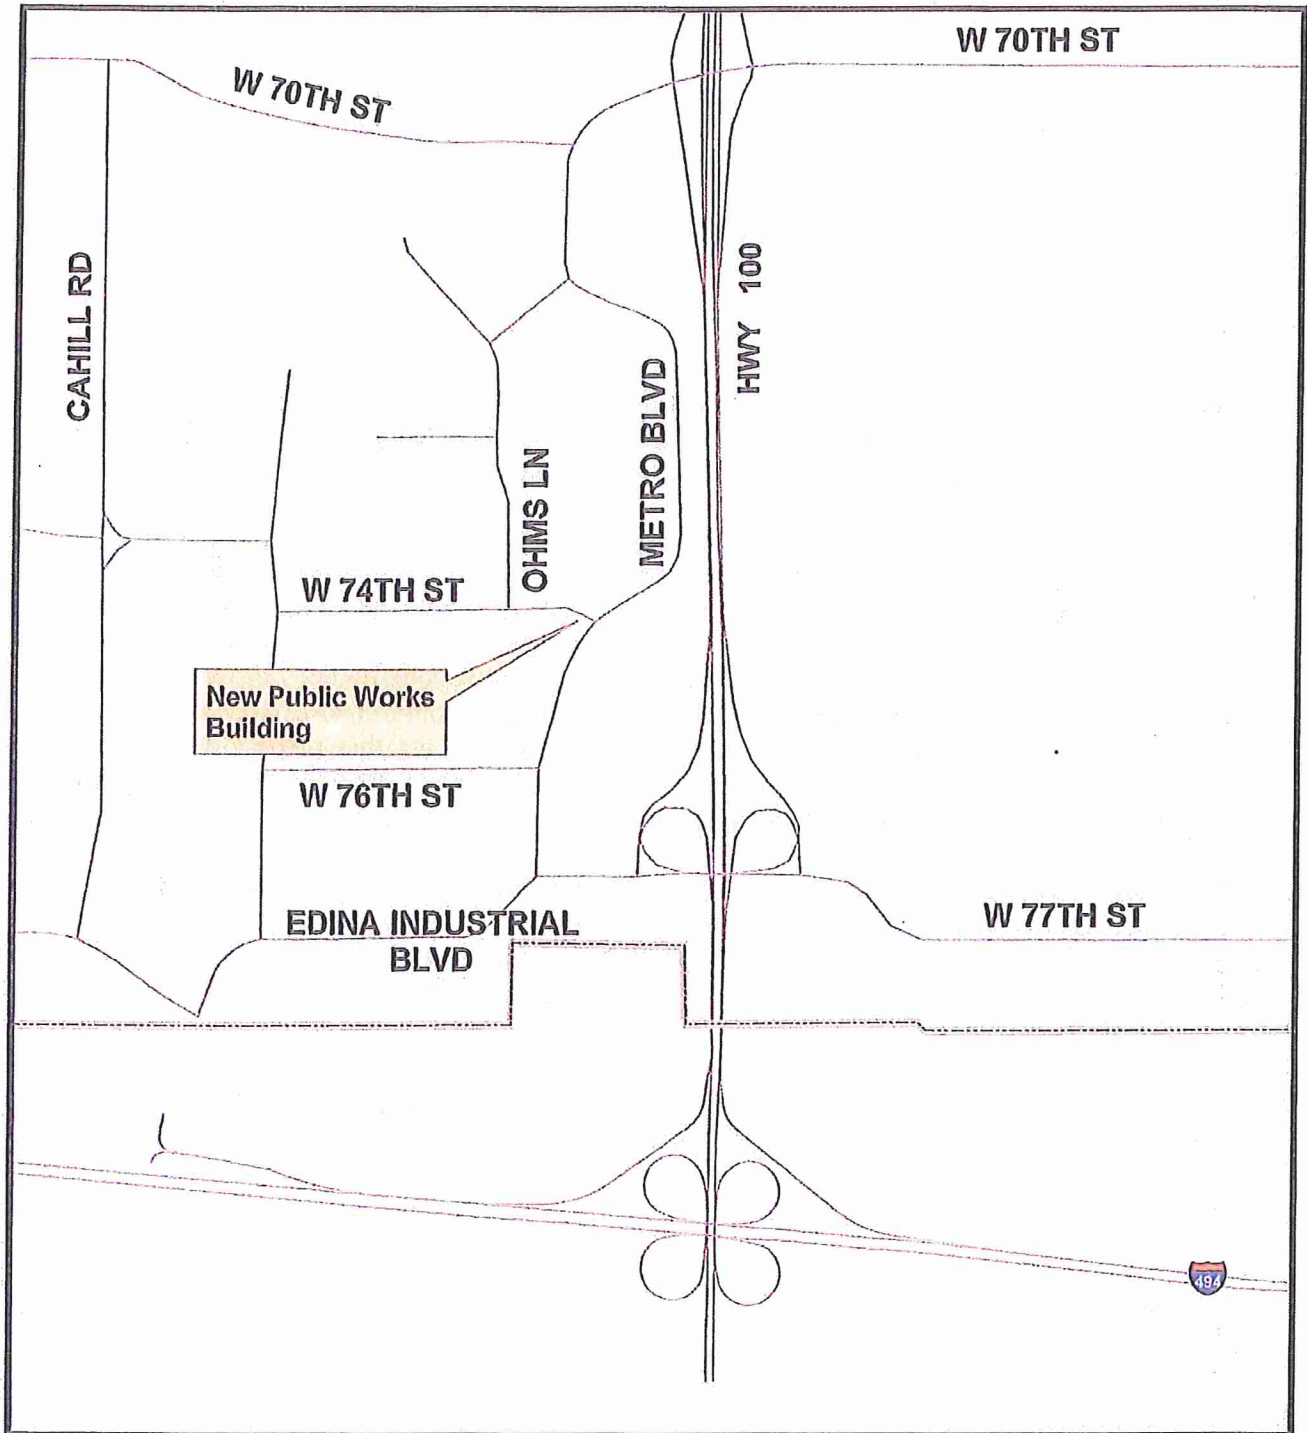 W 70TH ST
W 70TH ST
CAHILL RD
HWY 100
METRO BLVD
OHMS LN
W 74TH ST
New Public Works
Building
W 76TH ST
EDINA INDUSTRIAL
BLVD
W 77TH ST
494